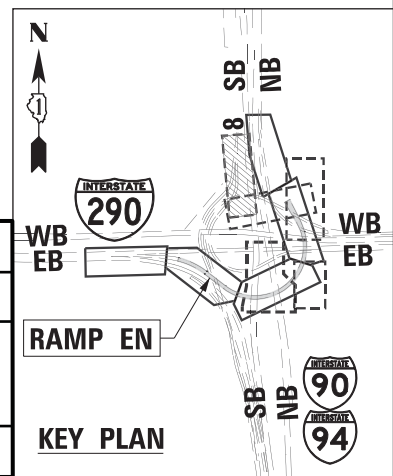 N
1
SB
NB
8
INTERSTATE
290
WB
EB
WB
EB
RAMP EN
INTERSTATE
90
INTERSTATE
94
SB
NB
KEY PLAN